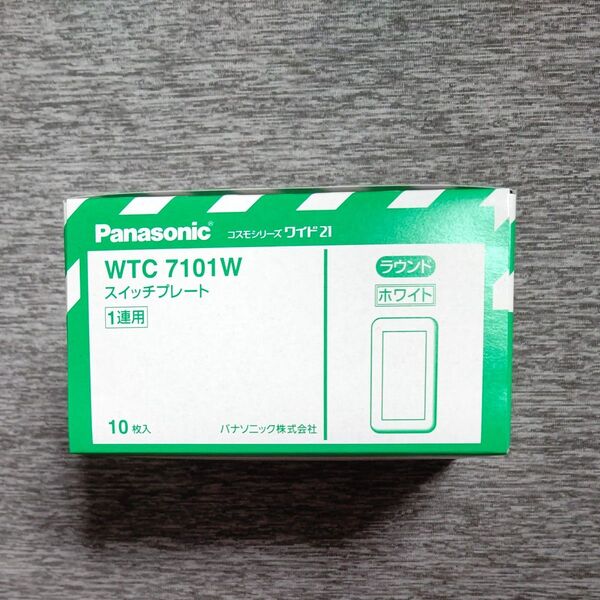 Panasonic® コスモシリーズ ワイド21
WTC 7101W
スイッチプレート
1連用
ラウンド
ホワイト
10枚入
パナソニック株式会社